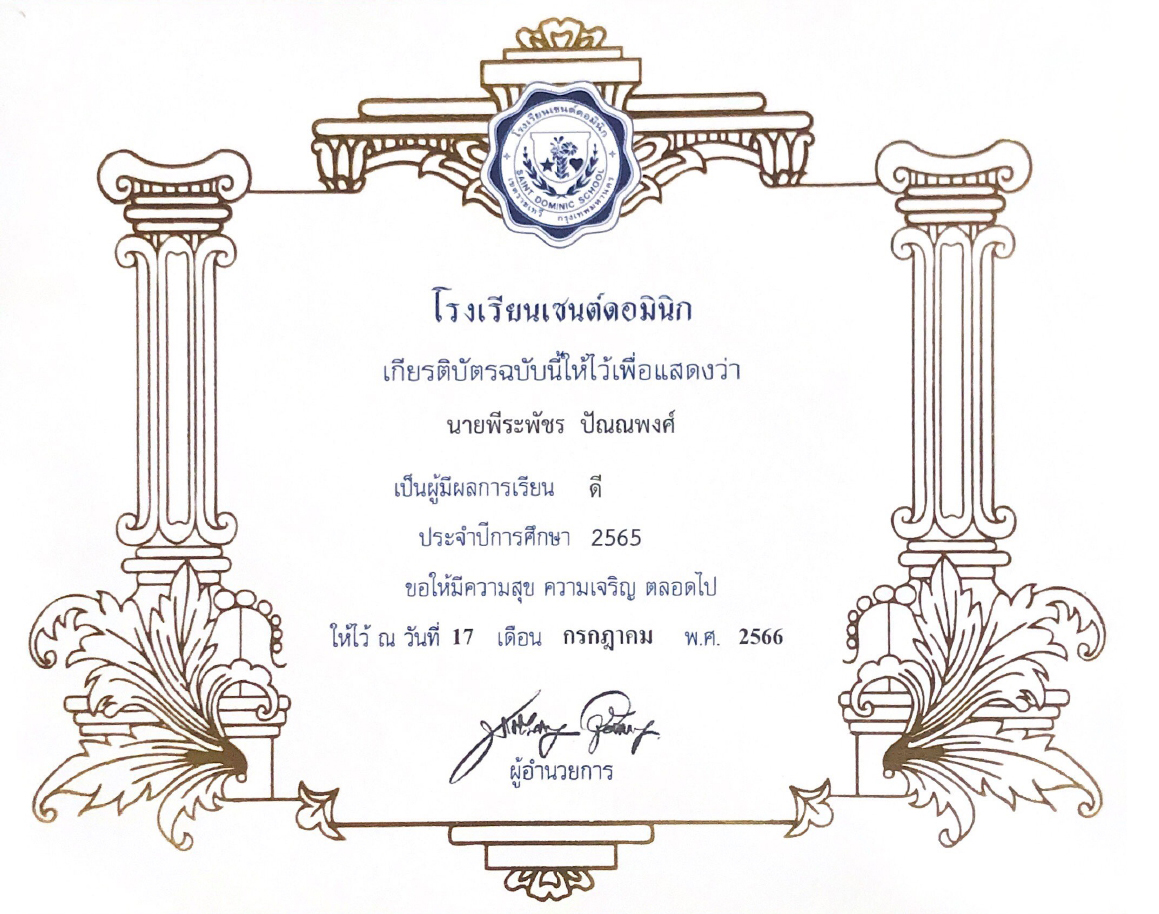 โรงเรียนเซนต์ดอมินิก
SAINT DOMINIC SCHOOL
เขตราชเทวี กรุงเทพมหานคร
โรงเรียนเซนต์ดอมินิก
เกียรติบัตรฉบับนี้ให้ไว้เพื่อแสดงว่า
นายพีระพัชร ปัณณพงศ์
เป็นผู้มีผลการเรียน ดี
ประจำปีการศึกษา 2565
ขอให้มีความสุข ความเจริญ ตลอดไป
ให้ไว้ ณ วันที่ 17 เดือน กรกฎาคม พ.ศ. 2566
ผู้อำนวยการ